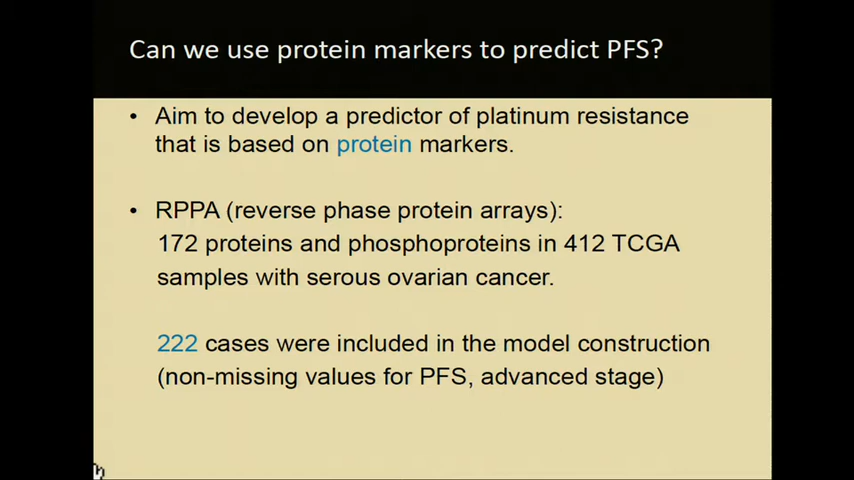 Can we use protein markers to predict PFS?
• Aim to develop a predictor of platinum resistance
that is based on protein markers.
• RPPA (reverse phase protein arrays):
172 proteins and phosphoproteins in 412 TCGA
samples with serous ovarian cancer.
222 cases were included in the model construction
(non-missing values for PFS, advanced stage)